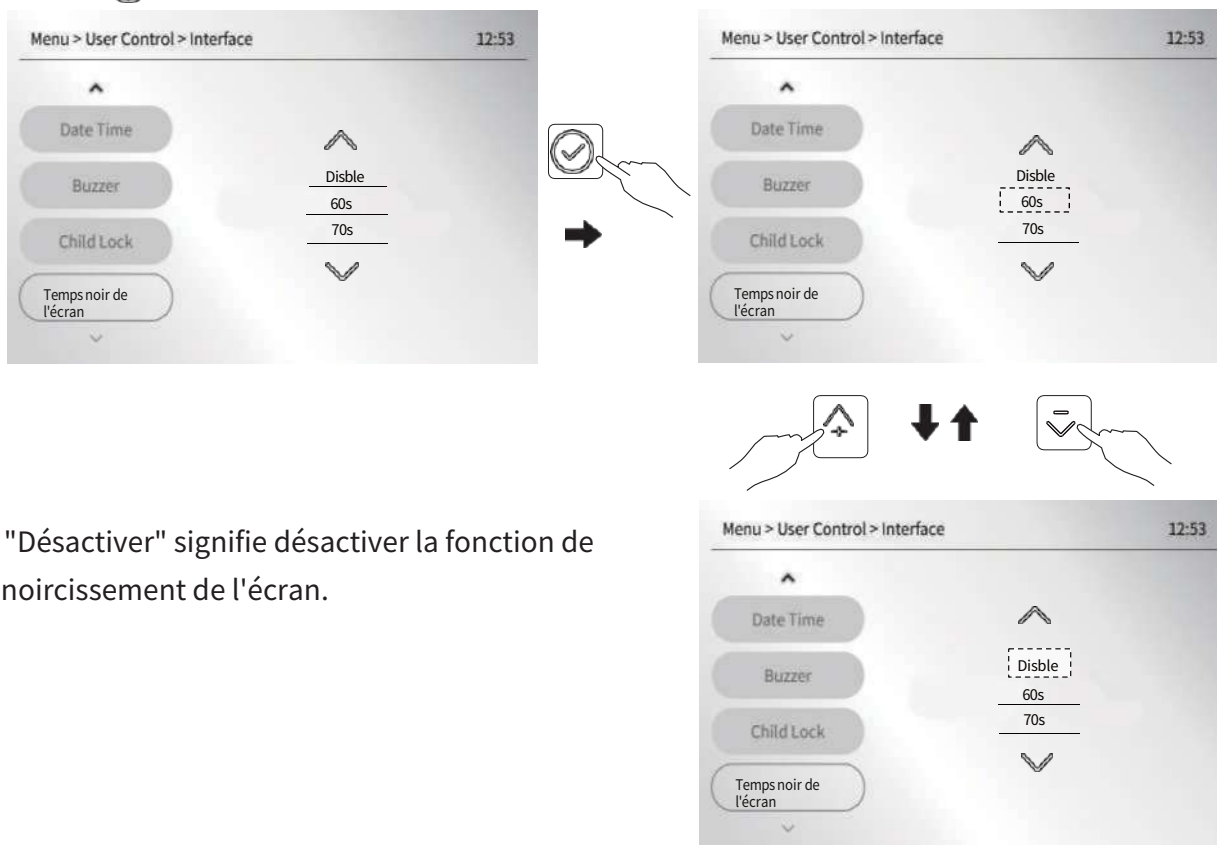 Menu > User Control > Interface 12:53
Date Time
Buzzer
Child Lock
Temps noir de
l'écran
Disble
60s
70s
Menu > User Control > Interface 12:53
Date Time
Buzzer
Child Lock
Temps noir de
l'écran
Disble
60s
70s
"Désactiver" signifie désactiver la fonction de
noircissement de l'écran.
Menu > User Control > Interface 12:53
Date Time
Buzzer
Child Lock
Temps noir de
l'écran
Disble
60s
70s